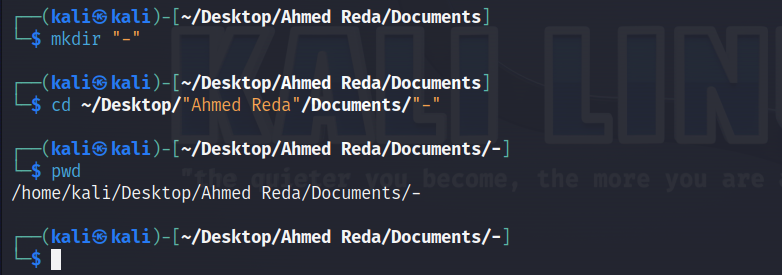 ┌──(kali㉿kali)-[~/Desktop/Ahmed Reda/Documents]
└─$ mkdir "-"
┌──(kali㉿kali)-[~/Desktop/Ahmed Reda/Documents]
└─$ cd ~/Desktop/"Ahmed Reda"/Documents/"-"
┌──(kali㉿kali)-[~/Desktop/Ahmed Reda/Documents/-]
└─$ pwd
/home/kali/Desktop/Ahmed Reda/Documents/-
┌──(kali㉿kali)-[~/Desktop/Ahmed Reda/Documents/-]
└─$
KALI LIN
"the quieter you become, the more you are